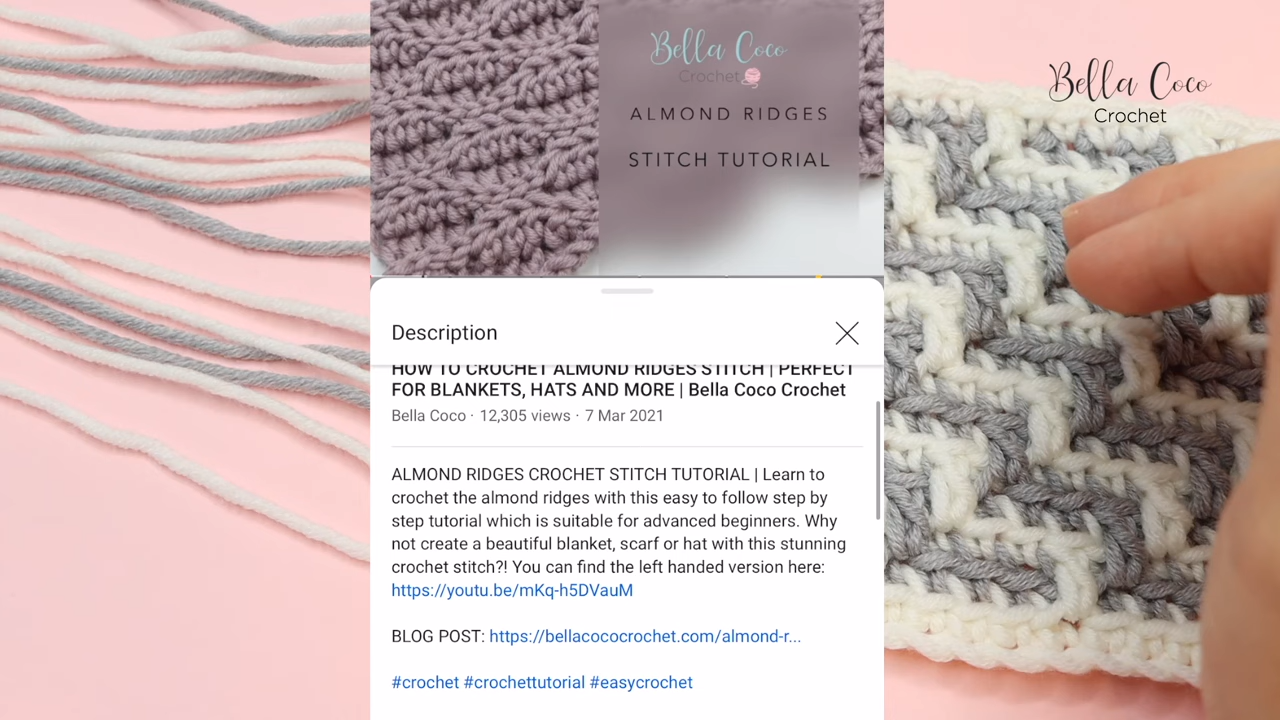 Bella Coco
Crochet
ALMOND RIDGES
STITCH TUTORIAL
Bella Coco
Crochet
Description
HOW TO CROCHET ALMOND RIDGES STITCH | PERFECT
FOR BLANKETS, HATS AND MORE | Bella Coco Crochet
Bella Coco · 12,305 views · 7 Mar 2021
ALMOND RIDGES CROCHET STITCH TUTORIAL | Learn to
crochet the almond ridges with this easy to follow step by
step tutorial which is suitable for advanced beginners. Why
not create a beautiful blanket, scarf or hat with this stunning
crochet stitch?! You can find the left handed version here:
https://youtu.be/mKq-h5DVauM
BLOG POST: https://bellacococrochet.com/almond-r...
#crochet #crochettutorial #easycrochet